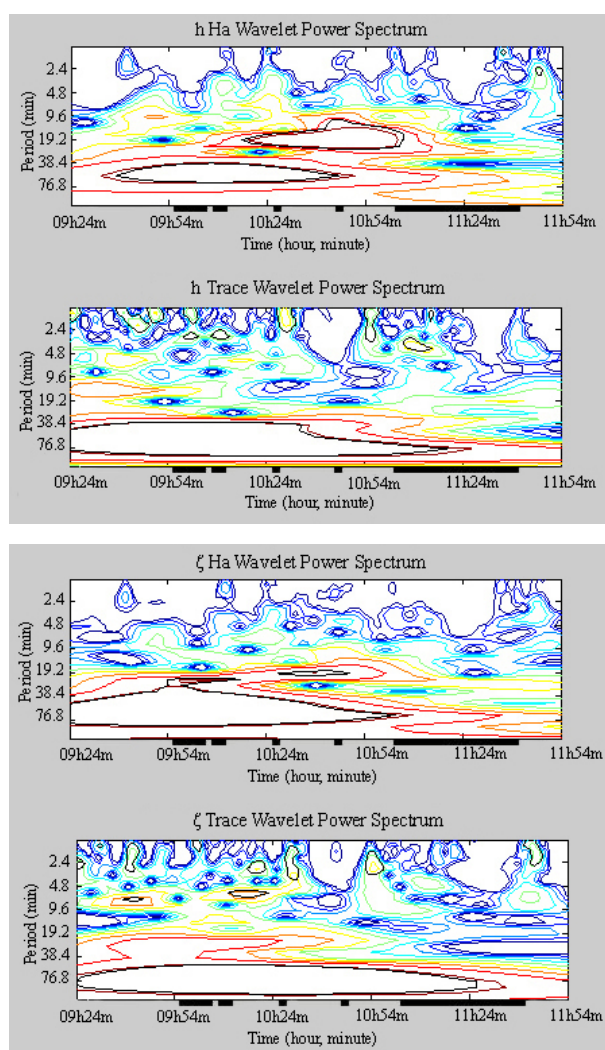 h Ha Wavelet Power Spectrum
2.4
4.8
9.6
19.2
38.4
76.8
Period (min)
09h24m 09h54m 10h24m 10h54m 11h24m 11h54m
Time (hour, minute)
h Trace Wavelet Power Spectrum
2.4
4.8
9.6
19.2
38.4
76.8
Period (min)
09h24m 09h54m 10h24m 10h54m 11h24m 11h54m
Time (hour, minute)
ζ Ha Wavelet Power Spectrum
2.4
4.8
9.6
19.2
38.4
76.8
Period (min)
09h24m 09h54m 10h24m 10h54m 11h24m 11h54m
Time (hour, minute)
ζ Trace Wavelet Power Spectrum
2.4
4.8
9.6
19.2
38.4
76.8
Period (min)
09h24m 09h54m 10h24m 10h54m 11h24m 11h54m
Time (hour, minute)